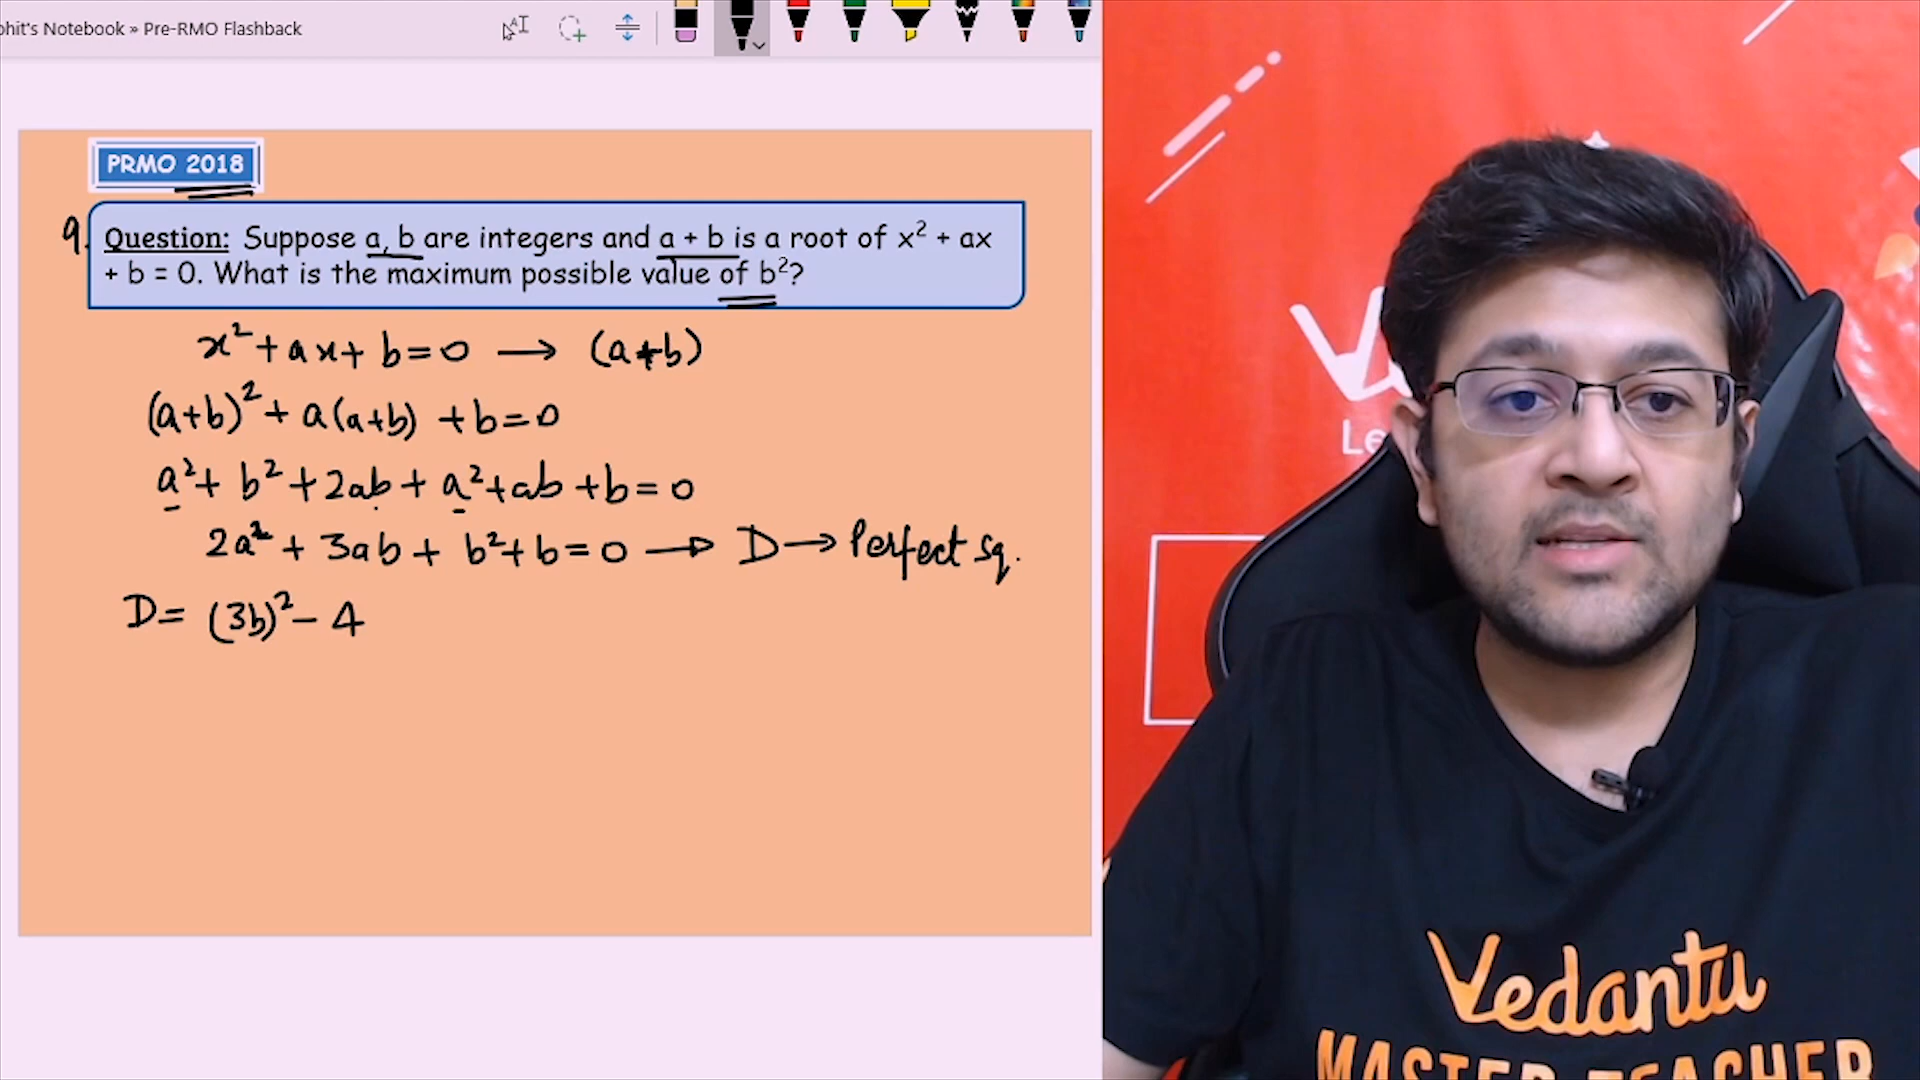 ohit's Notebook » Pre-RMO Flashback
PRMO 2018
9. Question: Suppose a, b are integers and a + b is a root of x² + ax
+ b = 0. What is the maximum possible value of b²?
x² + ax + b = 0 → (a+b)
(a+b)² + a(a+b) + b = 0
a² + b² + 2ab + a² + ab + b = 0
2a² + 3ab + b² + b = 0 → D → Perfect sq.
D = (3b)² - 4
Le
Vedantu
MASTER TEACHER